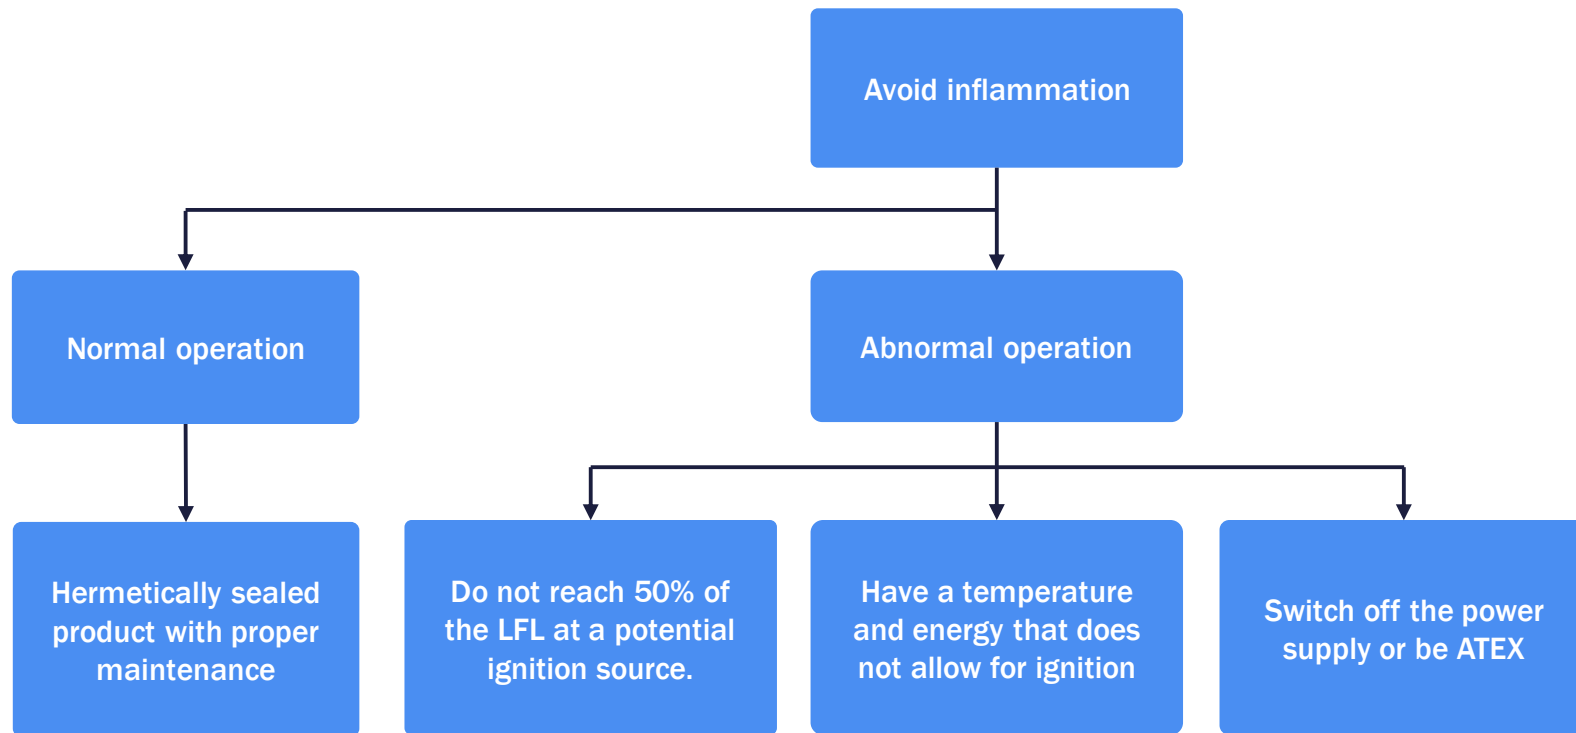 Avoid inflammation
Normal operation
Abnormal operation
Hermetically sealed
product with proper
maintenance
Do not reach 50% of
the LFL at a potential
ignition source.
Have a temperature
and energy that does
not allow for ignition
Switch off the power
supply or be ATEX